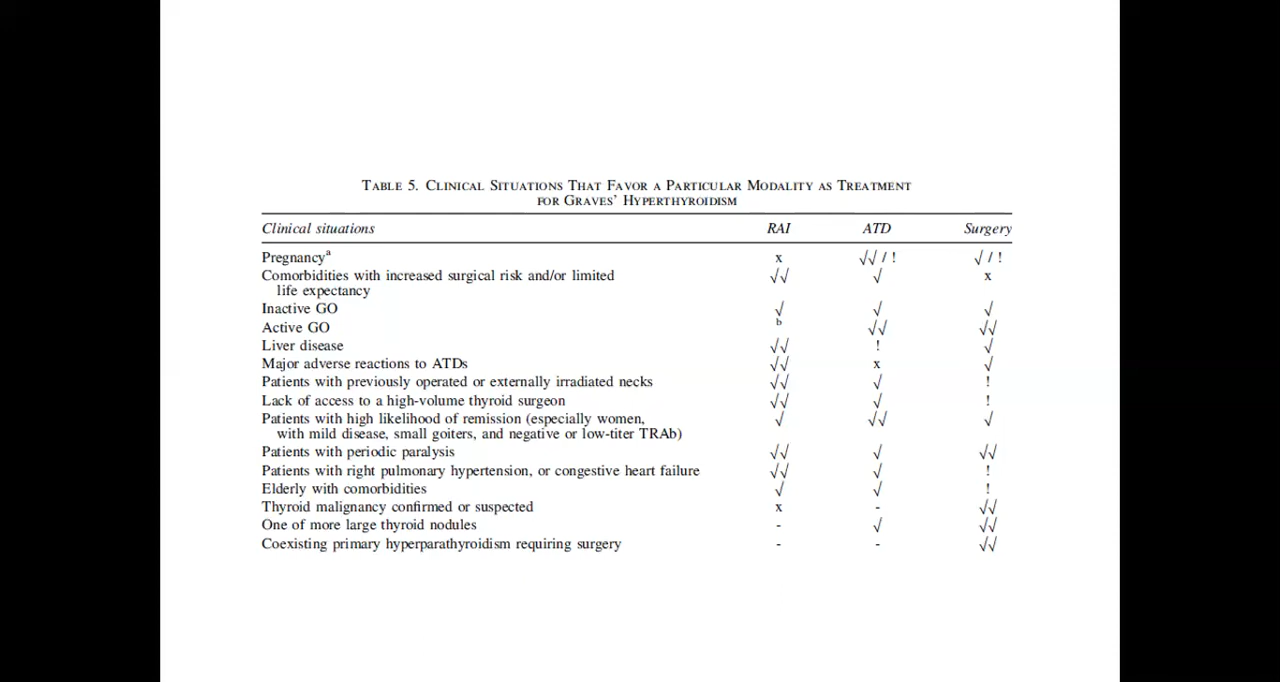 TABLE 5. CLINICAL SITUATIONS THAT FAVOR A PARTICULAR MODALITY AS TREATMENT
FOR GRAVES' HYPERTHYROIDISM
Clinical situations RAI ATD Surgery
Pregnancyᵃ x √√ / ! √ / !
Comorbidities with increased surgical risk and/or limited √√ √ x
life expectancy
Inactive GO √ √ √
Active GO ᵇ √√ √√
Liver disease √√ ! √
Major adverse reactions to ATDs √√ x √
Patients with previously operated or externally irradiated necks √√ √ !
Lack of access to a high-volume thyroid surgeon √√ √ !
Patients with high likelihood of remission (especially women, √ √√ √
with mild disease, small goiters, and negative or low-titer TRAb)
Patients with periodic paralysis √√ √ √√
Patients with right pulmonary hypertension, or congestive heart failure √√ √ !
Elderly with comorbidities √ √ !
Thyroid malignancy confirmed or suspected x - √√
One of more large thyroid nodules - √ √√
Coexisting primary hyperparathyroidism requiring surgery - - √√